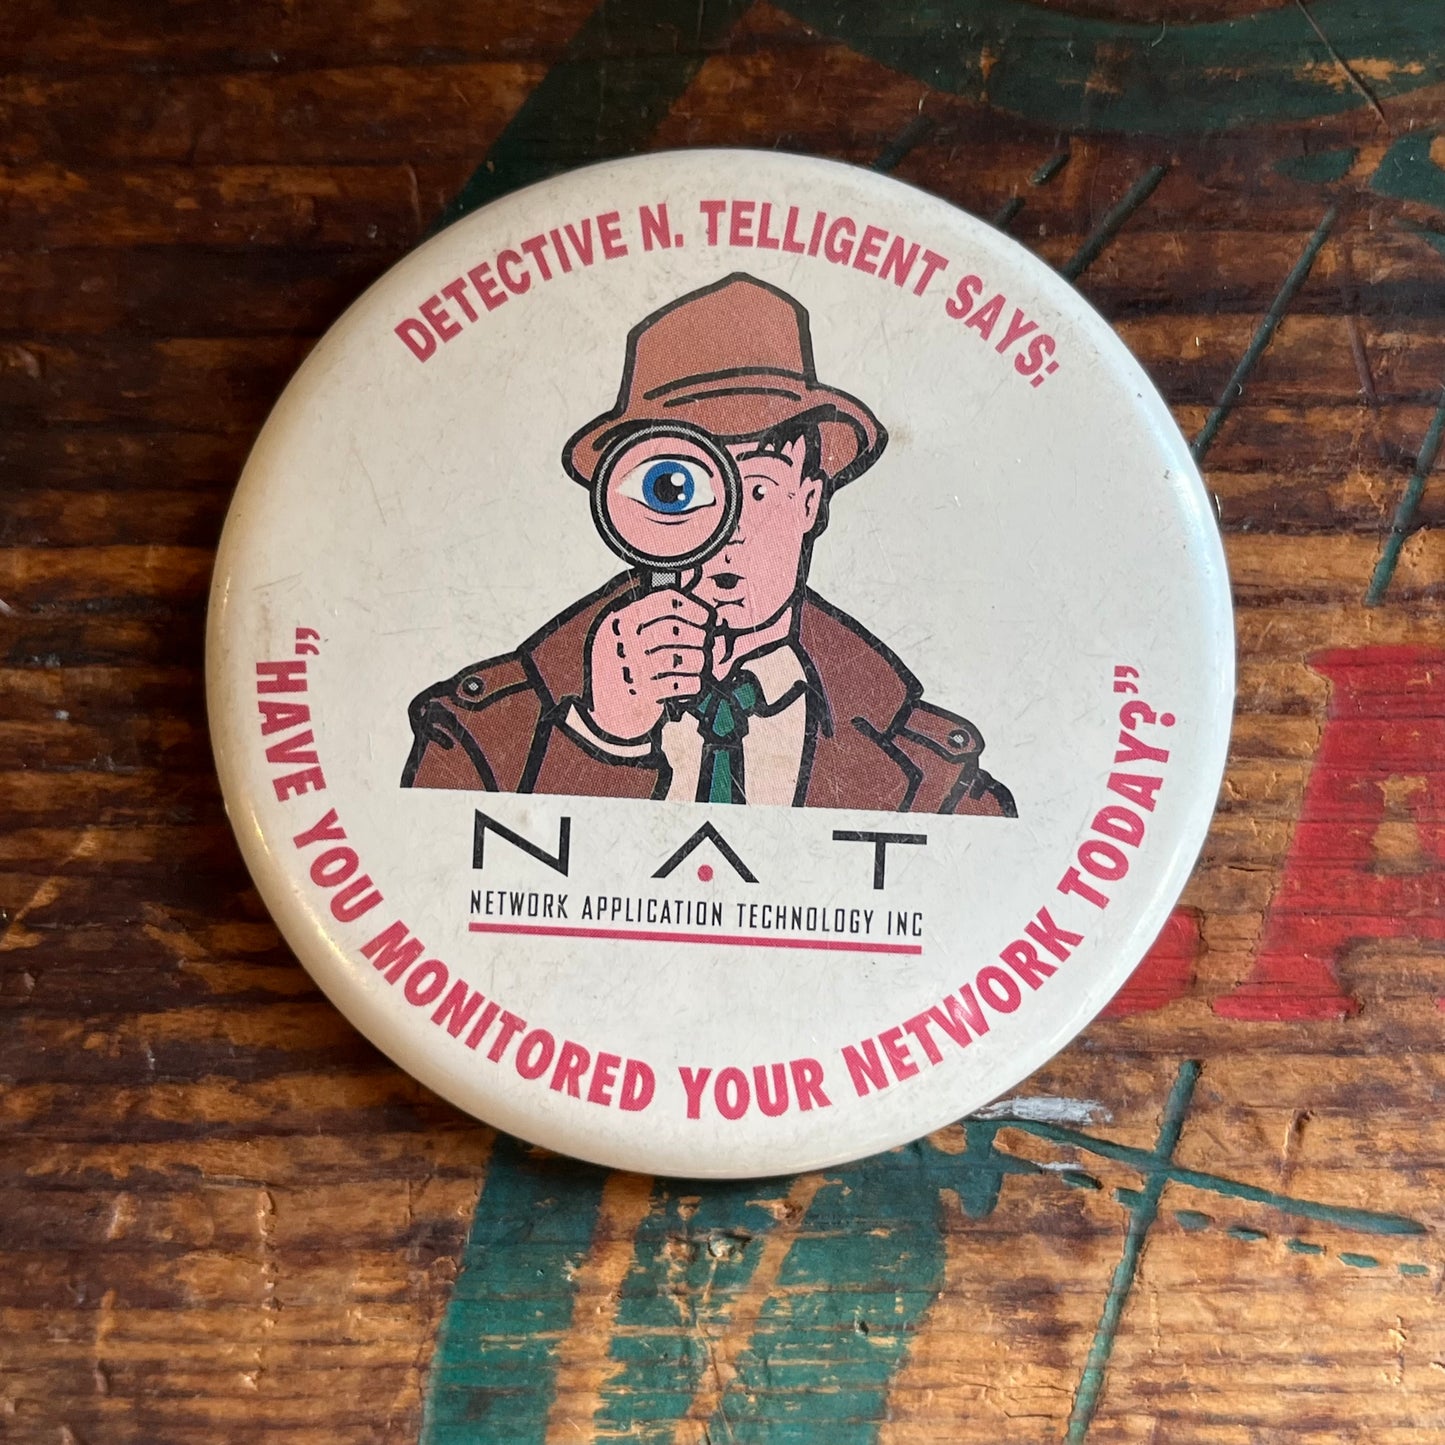 DETECTIVE N. TELLIGENT SAYS:
NAT
NETWORK APPLICATION TECHNOLOGY INC
"HAVE YOU MONITORED YOUR NETWORK TODAY?"